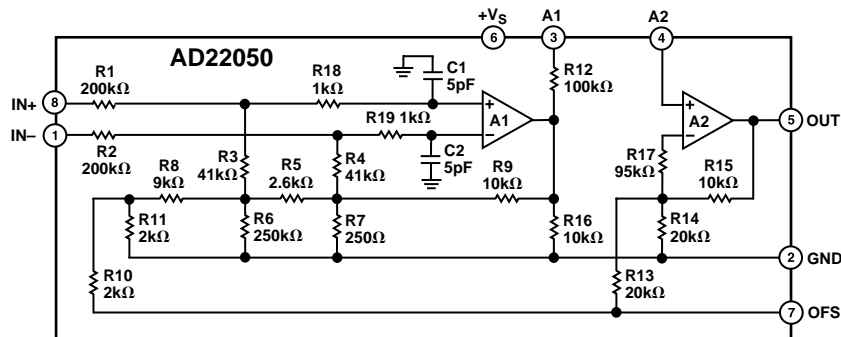 +VS
A1
A2
6
3
4
AD22050
R1
200kΩ
R18
1kΩ
C1
5pF
R12
100kΩ
IN+
8
R19 1kΩ
+
–
A1
+
–
A2
5
OUT
IN–
1
R2
200kΩ
R8
9kΩ
R3
41kΩ
R5
2.6kΩ
R4
41kΩ
C2
5pF
R9
10kΩ
R17
95kΩ
R15
10kΩ
R11
2kΩ
R6
250kΩ
R7
250Ω
R16
10kΩ
R14
20kΩ
2
GND
R10
2kΩ
R13
20kΩ
7
OFS